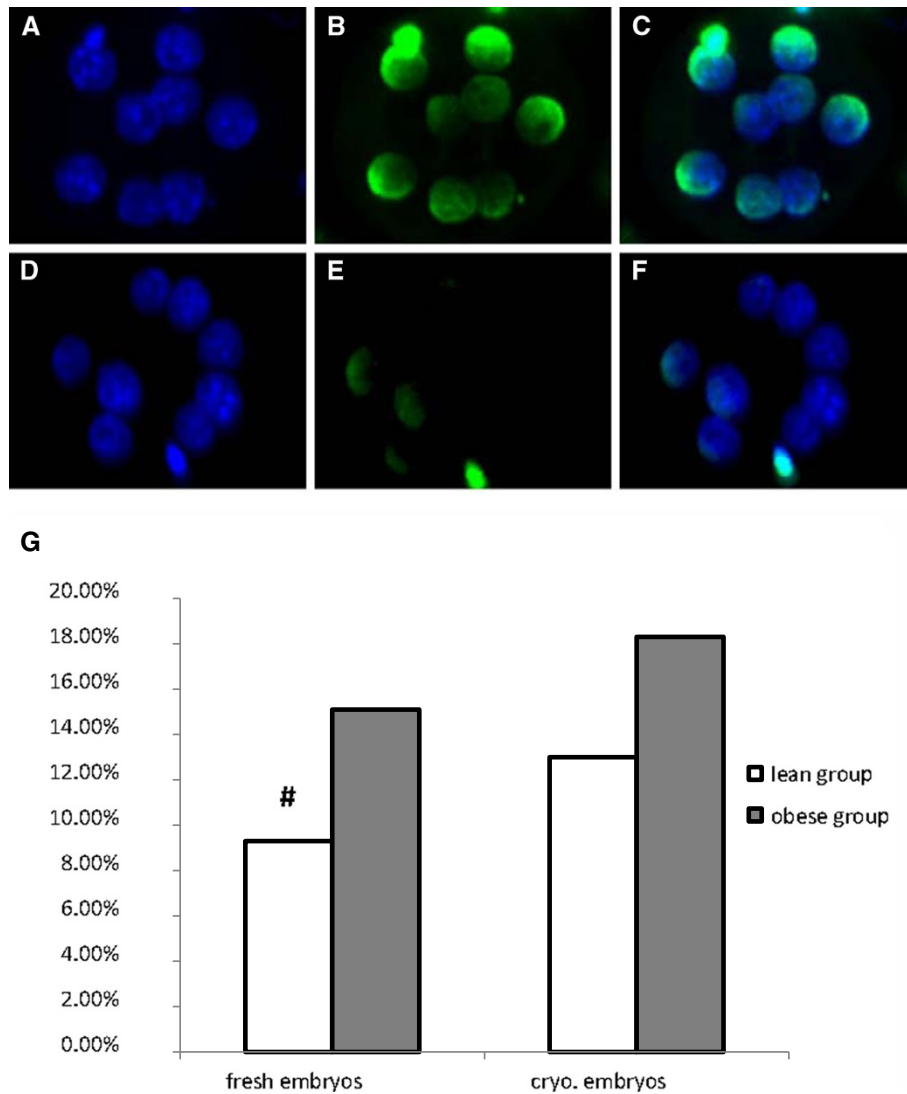 A
B
C
D
E
F
G
20.00%
18.00%
16.00%
14.00%
12.00%
10.00%
8.00%
6.00%
4.00%
2.00%
0.00%
#
fresh embryos
cryo. embryos
lean group
obese group